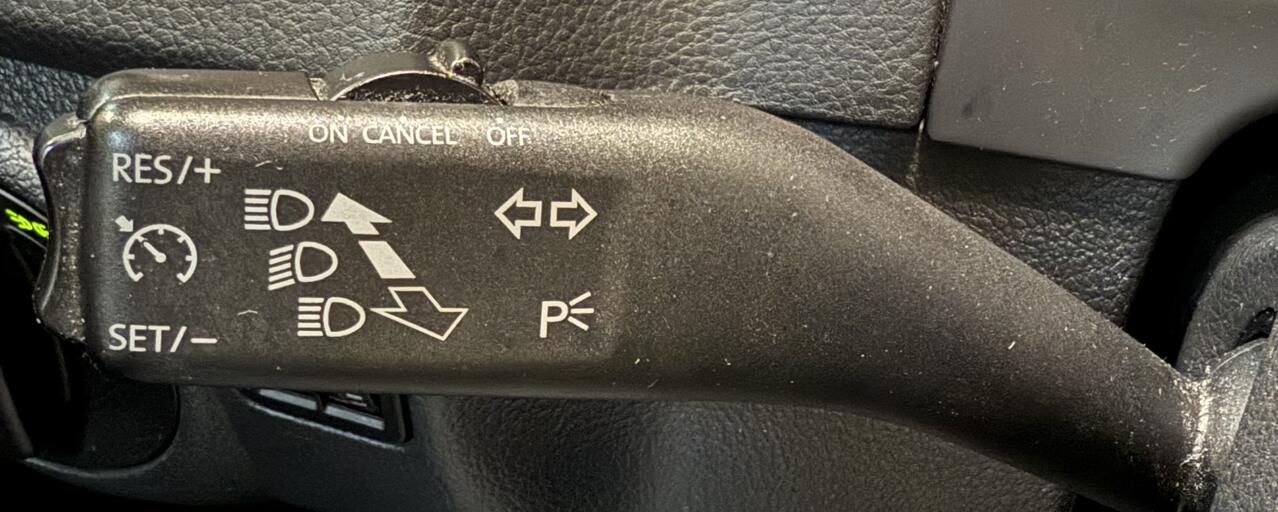 ON CANCEL OFF
RES/+
SET/–
P